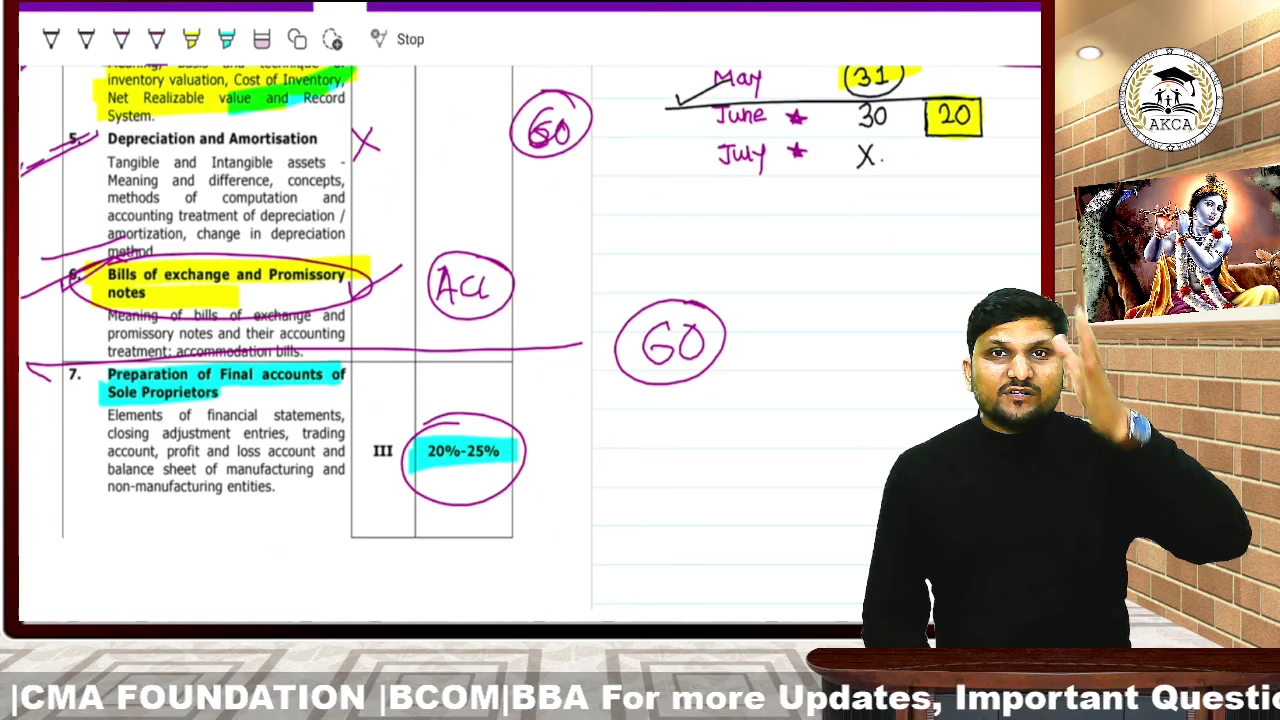 Stop
inventory valuation, Cost of Inventory,
Net Realizable value and Record
System.
5. Depreciation and Amortisation
X
Tangible and Intangible assets -
Meaning and difference, concepts,
methods of computation and
accounting treatment of depreciation /
amortization, change in depreciation
method.
6. Bills of exchange and Promissory
notes
Meaning of bills of exchange and
promissory notes and their accounting
treatment; accommodation bills.
7. Preparation of Final accounts of
Sole Proprietors
Elements of financial statements,
closing adjustment entries, trading
account, profit and loss account and
balance sheet of manufacturing and
non-manufacturing entities.
III
20%-25%
60
May 31
June ★ 30 20
July ★ X.
60
AKCA
|CMA FOUNDATION |BCOM|BBA For more Updates, Important Questio